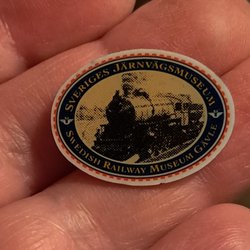 SVERIGES JÄRNVÄGSMUSEUM
SWEDISH RAILWAY MUSEUM GÄVLE